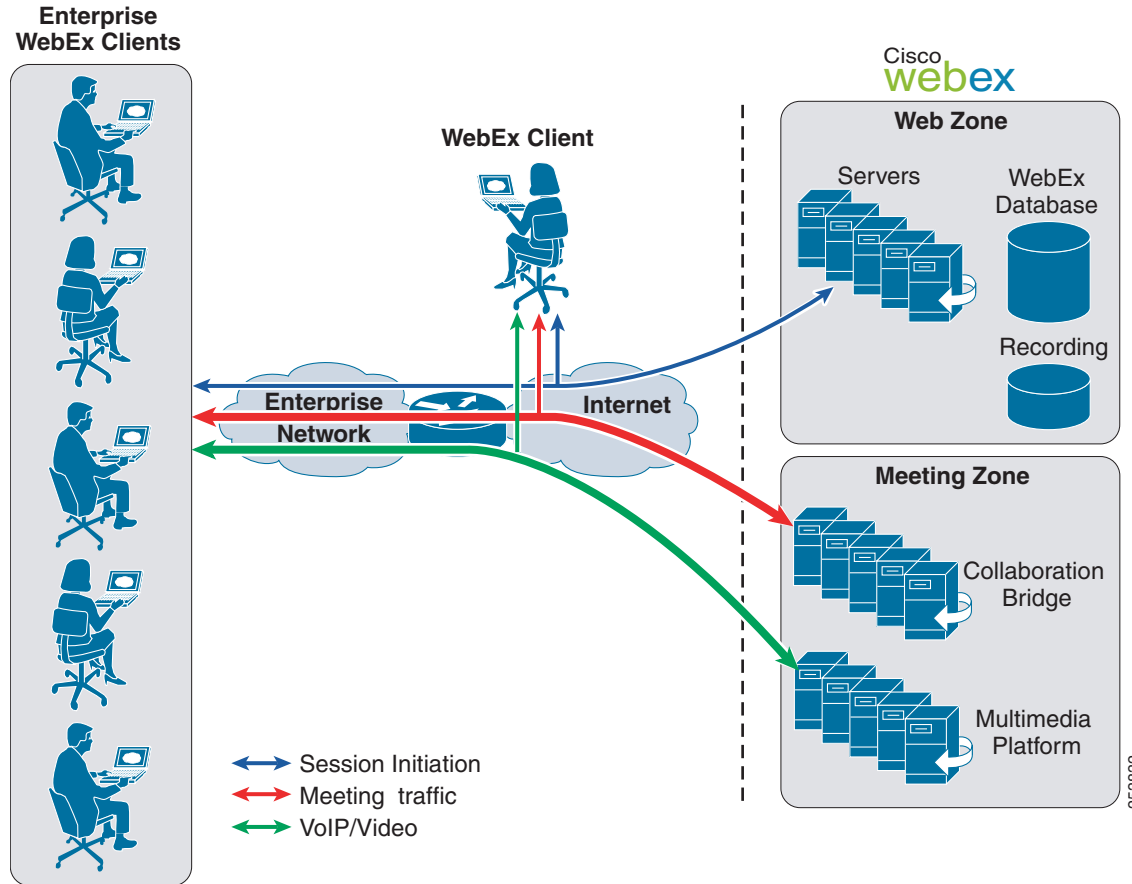 Enterprise
WebEx Clients
WebEx Client
Cisco
webex
Web Zone
Servers
WebEx
Database
Recording
Enterprise
Network
Internet
Meeting Zone
Collaboration
Bridge
Multimedia
Platform
Session Initiation
Meeting traffic
VoIP/Video